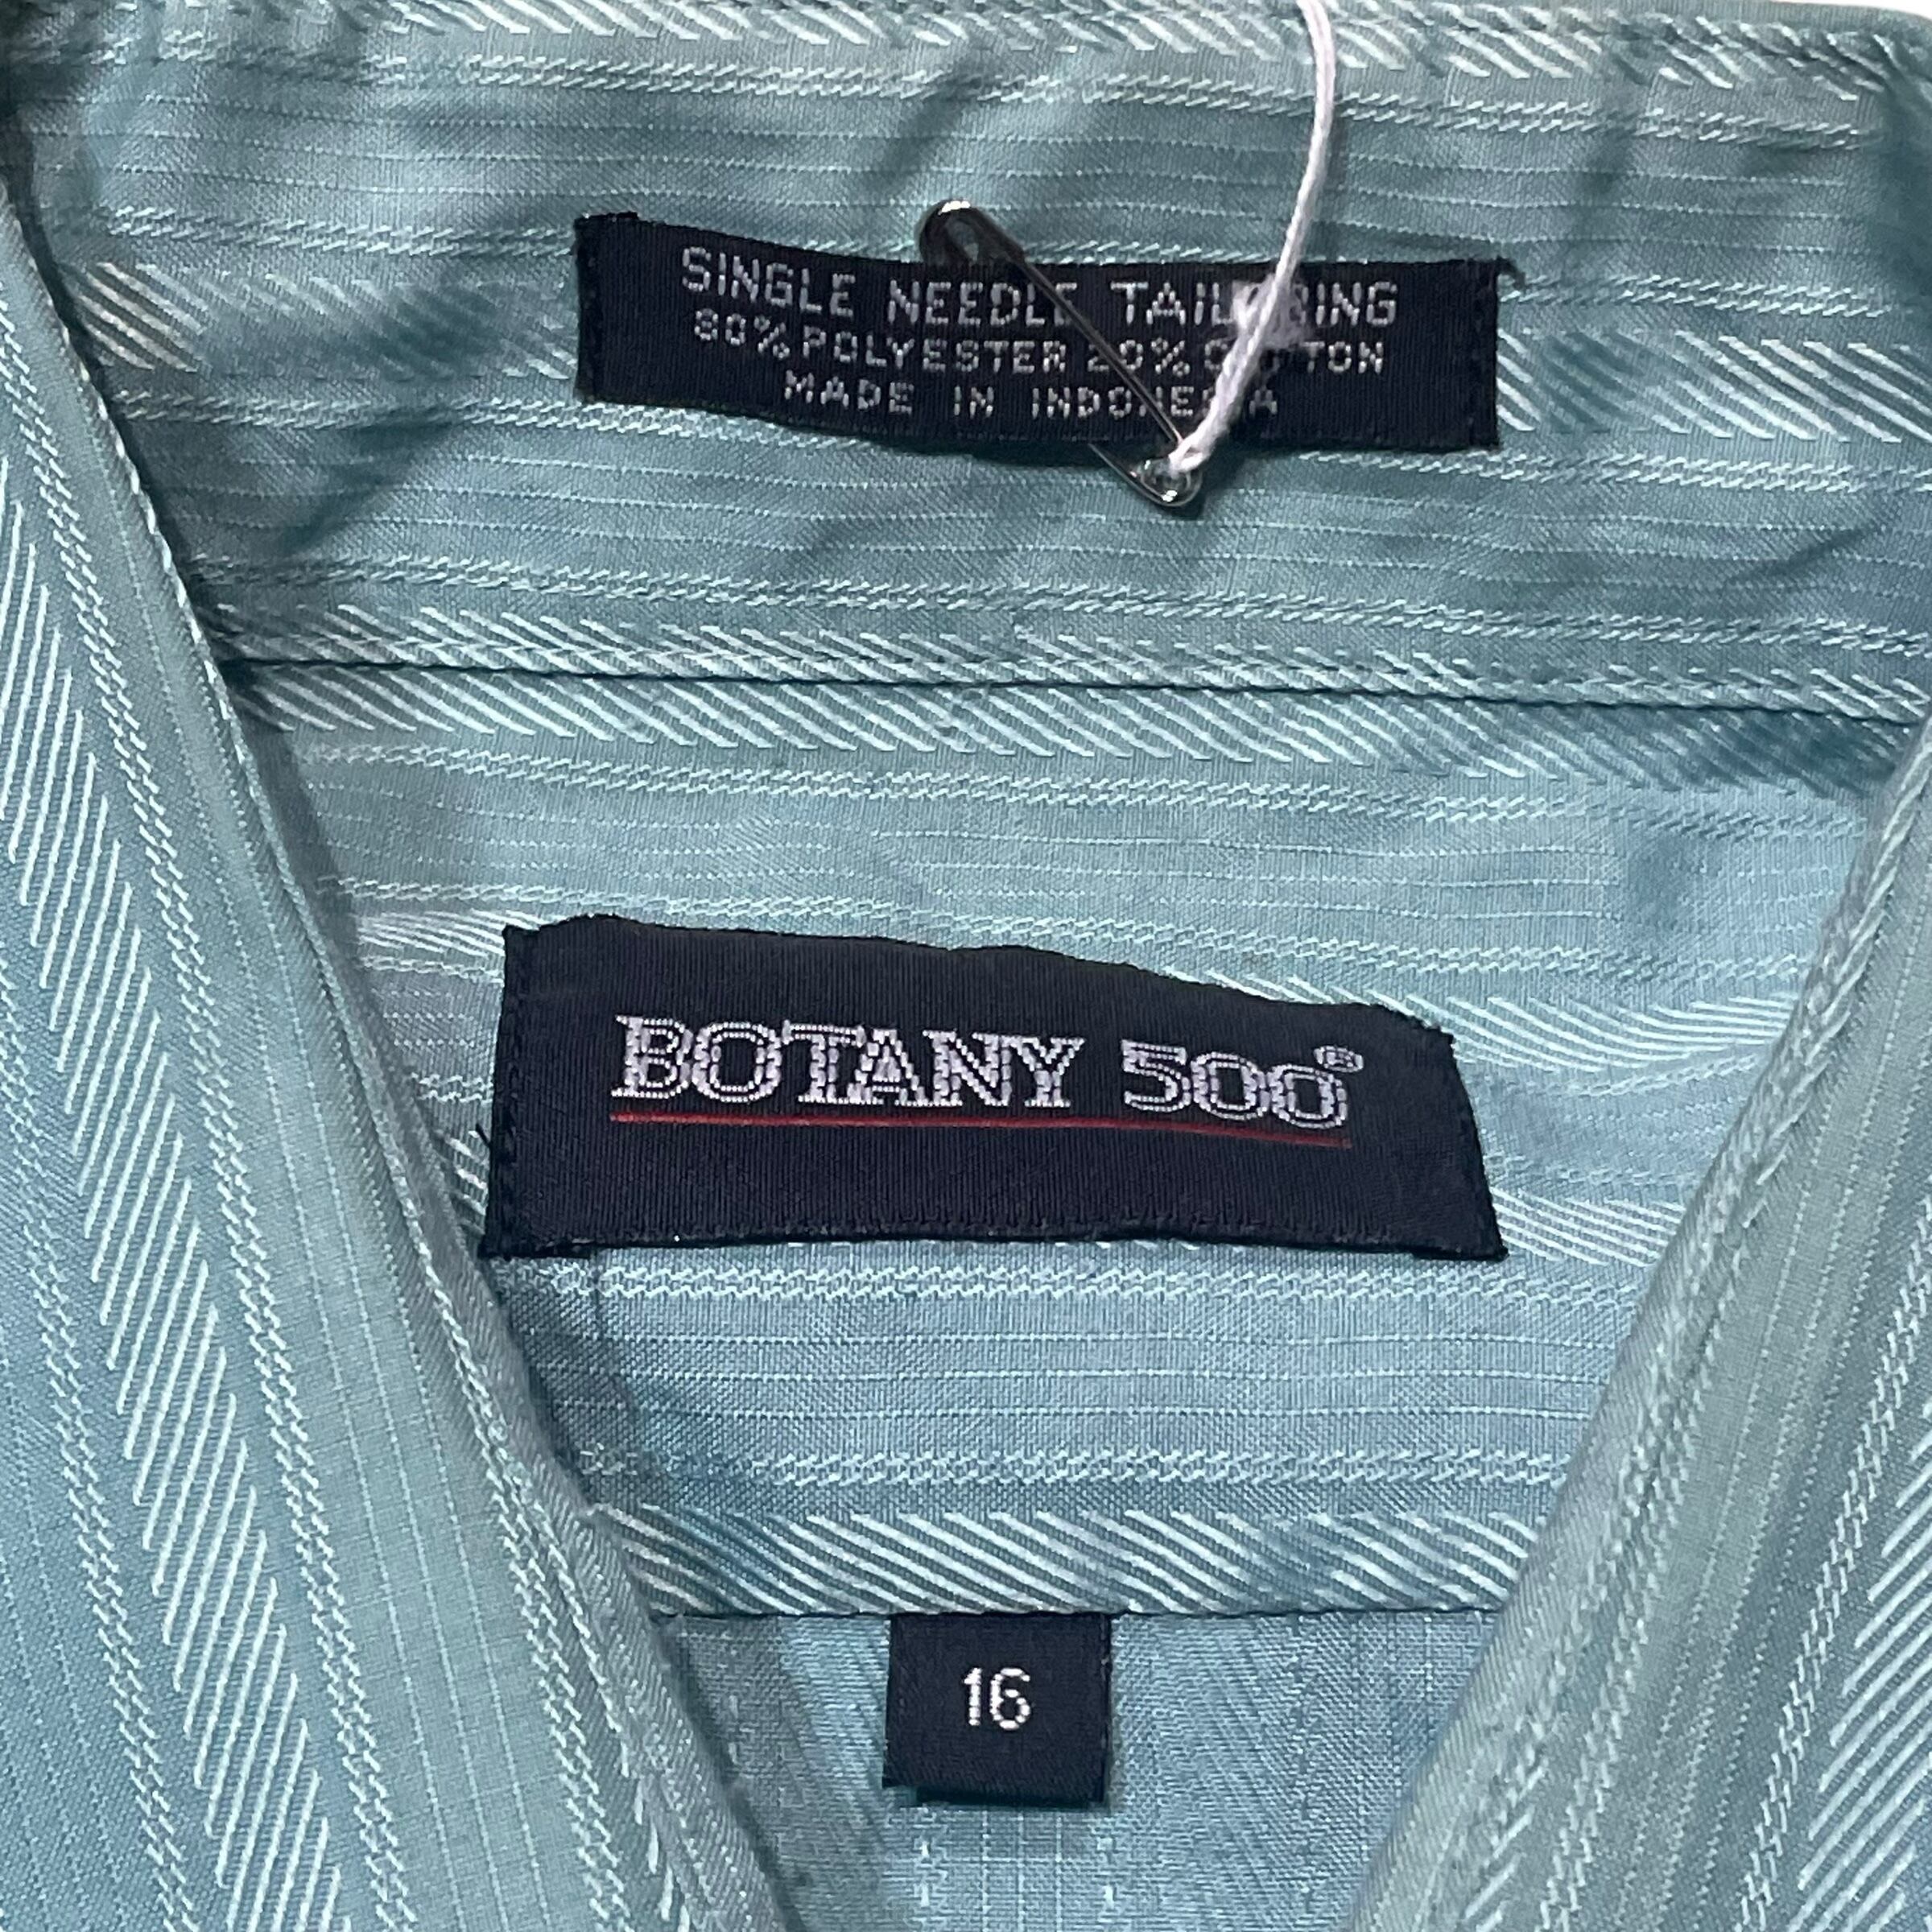 SINGLE NEEDLE TAILORING
80% POLYESTER 20% COTTON
MADE IN INDONESIA
BOTANY 500®
16